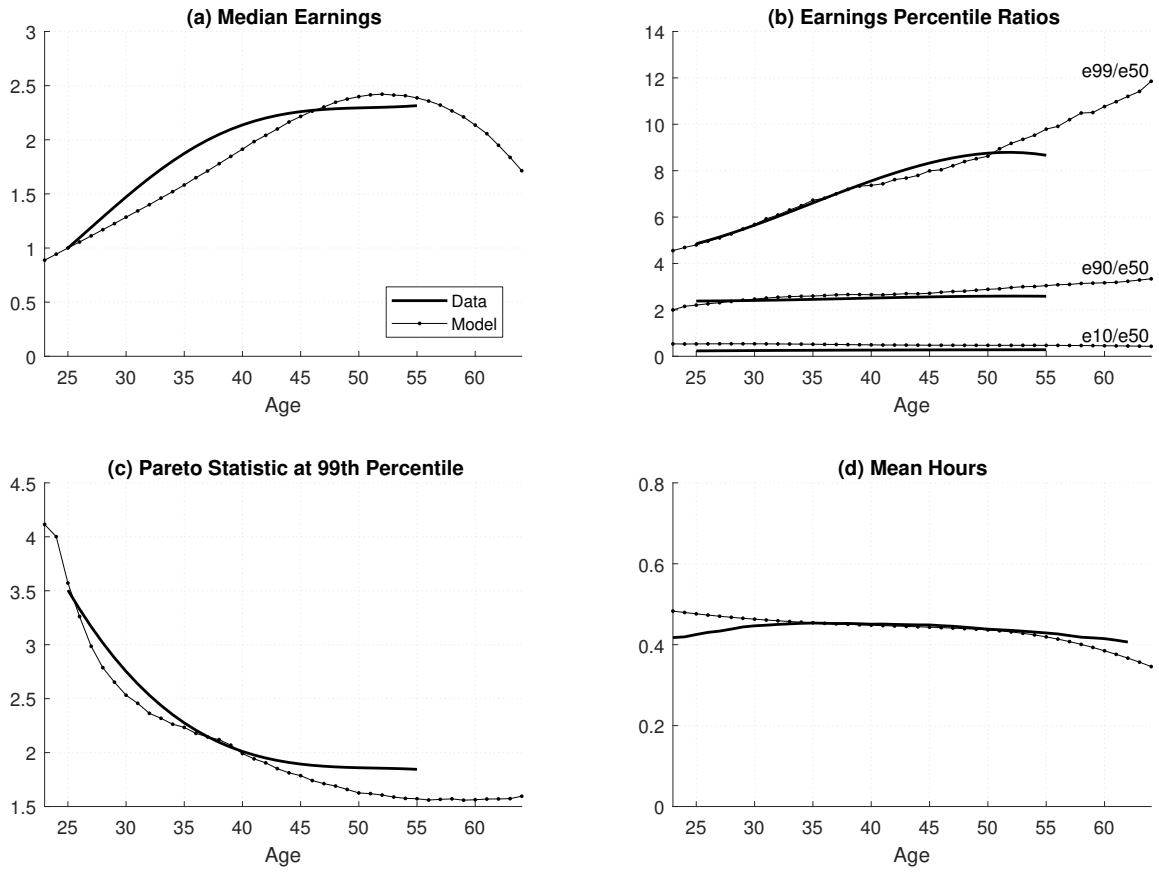 (a) Median Earnings
3
2.5
2
1.5
1
0.5
0
25 30 35 40 45 50 55 60
Age
Data
Model
(b) Earnings Percentile Ratios
14
12
10
8
6
4
2
0
e99/e50
e90/e50
e10/e50
25 30 35 40 45 50 55 60
Age
(c) Pareto Statistic at 99th Percentile
4.5
4
3.5
3
2.5
2
1.5
25 30 35 40 45 50 55 60
Age
(d) Mean Hours
0.8
0.6
0.4
0.2
0
25 30 35 40 45 50 55 60
Age